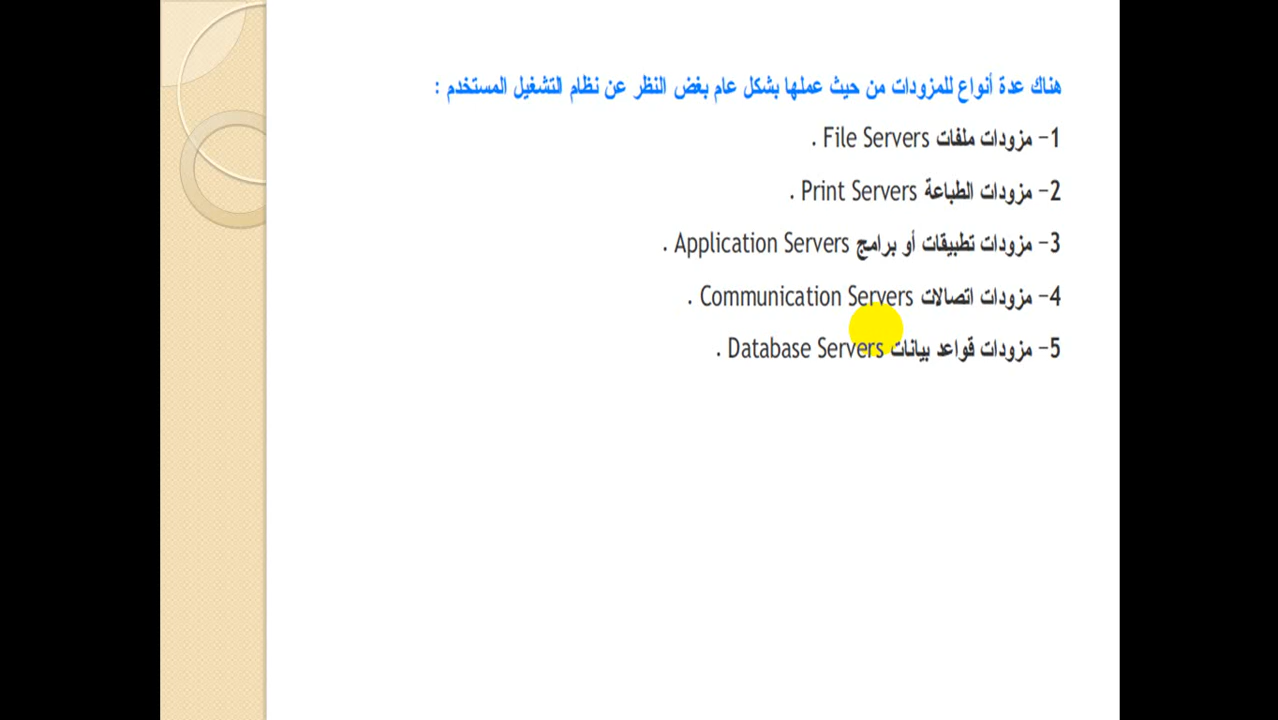 هناك عدة أنواع للمزودات من حيث عملها بشكل عام بغض النظر عن نظام التشغيل المستخدم :
1- مزودات ملفات File Servers .
2- مزودات الطباعة Print Servers .
3- مزودات تطبيقات أو برامج Application Servers .
4- مزودات اتصالات Communication Servers .
5- مزودات قواعد بيانات Database Servers .